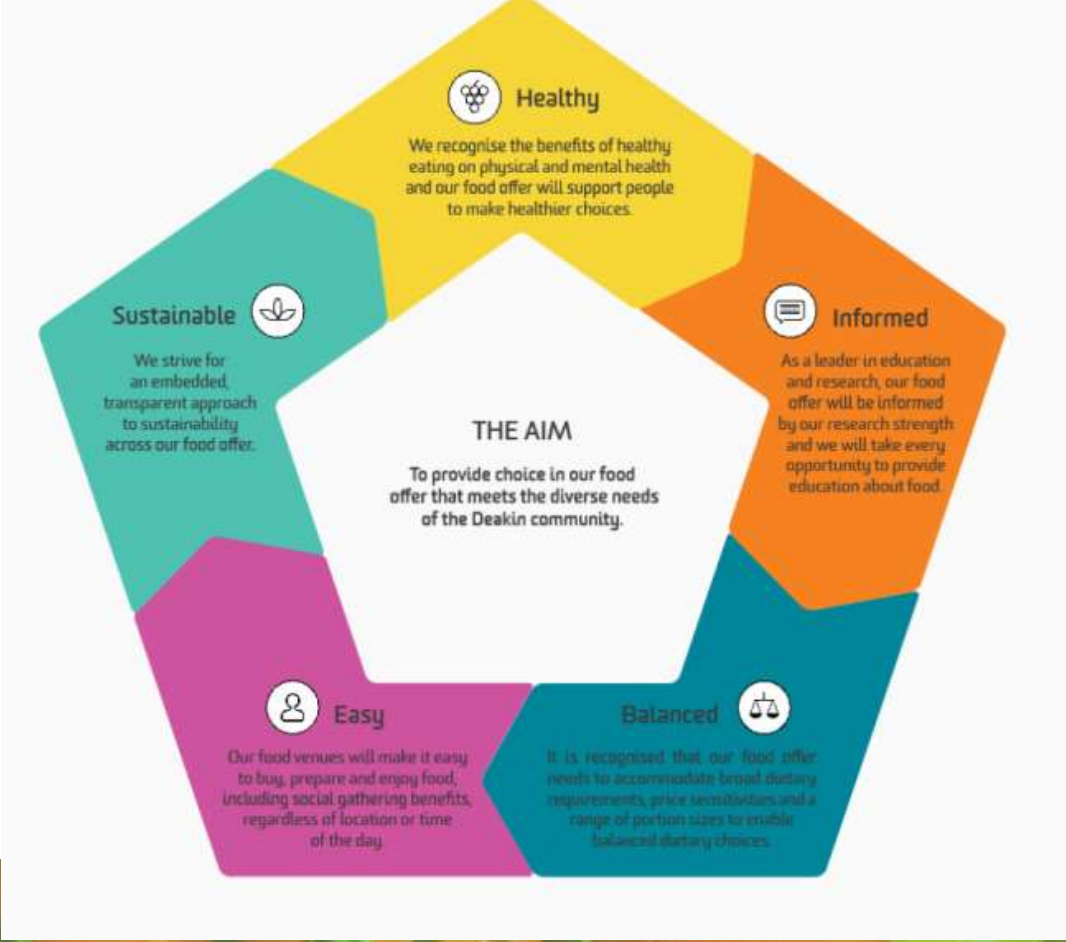 Healthy
We recognise the benefits of healthy
eating on physical and mental health
and our food offer will support people
to make healthier choices.
Informed
As a leader in education
and research, our food
offer will be informed
by our research strength
and we will take every
opportunity to provide
education about food.
Balanced
It is recognised that our food offer
needs to accommodate broad dietary
requirements, price sensitivities and a
range of portion sizes to enable
balanced dietary choices.
Easy
Our food venues will make it easy
to buy, prepare and enjoy food,
including social gathering benefits,
regardless of location or time
of the day.
Sustainable
We strive for
an embedded,
transparent approach
to sustainability
across our food offer.
THE AIM
To provide choice in our food
offer that meets the diverse needs
of the Deakin community.